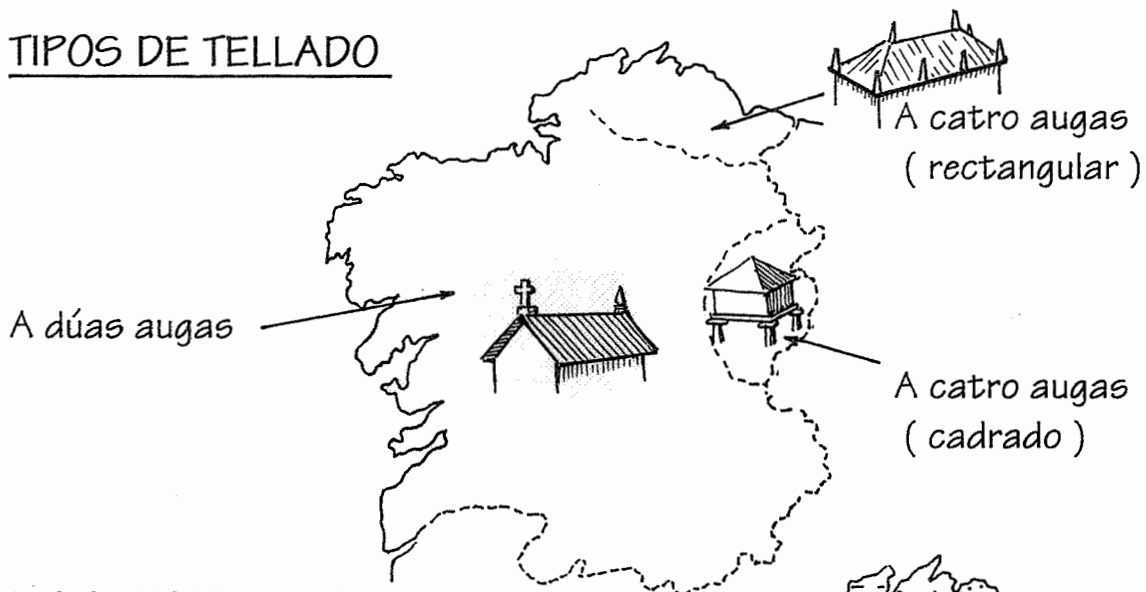 TIPOS DE TELLADO
A catro augas
( rectangular )
A dúas augas
A catro augas
( cadrado )